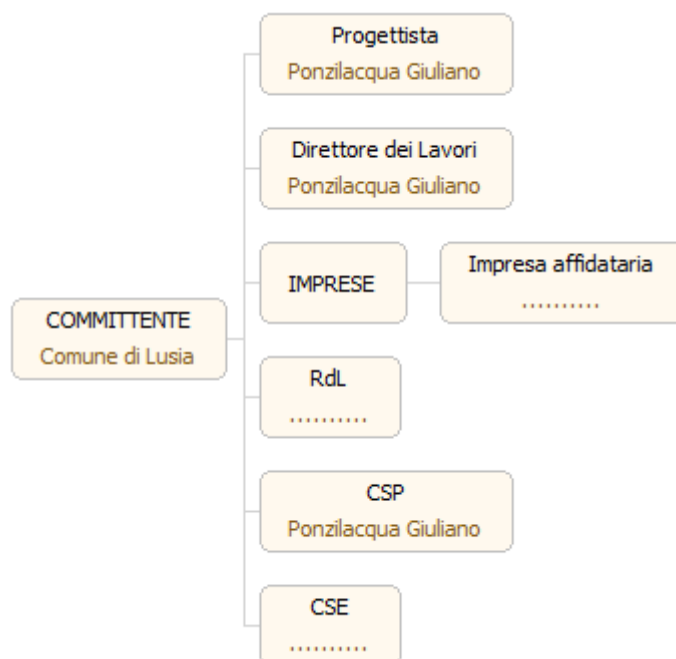 Progettista
Ponzilacqua Giuliano
Direttore dei Lavori
Ponzilacqua Giuliano
IMPRESE
Impresa affidataria
..........
COMMITTENTE
Comune di Lusia
RdL
..........
CSP
Ponzilacqua Giuliano
CSE
..........